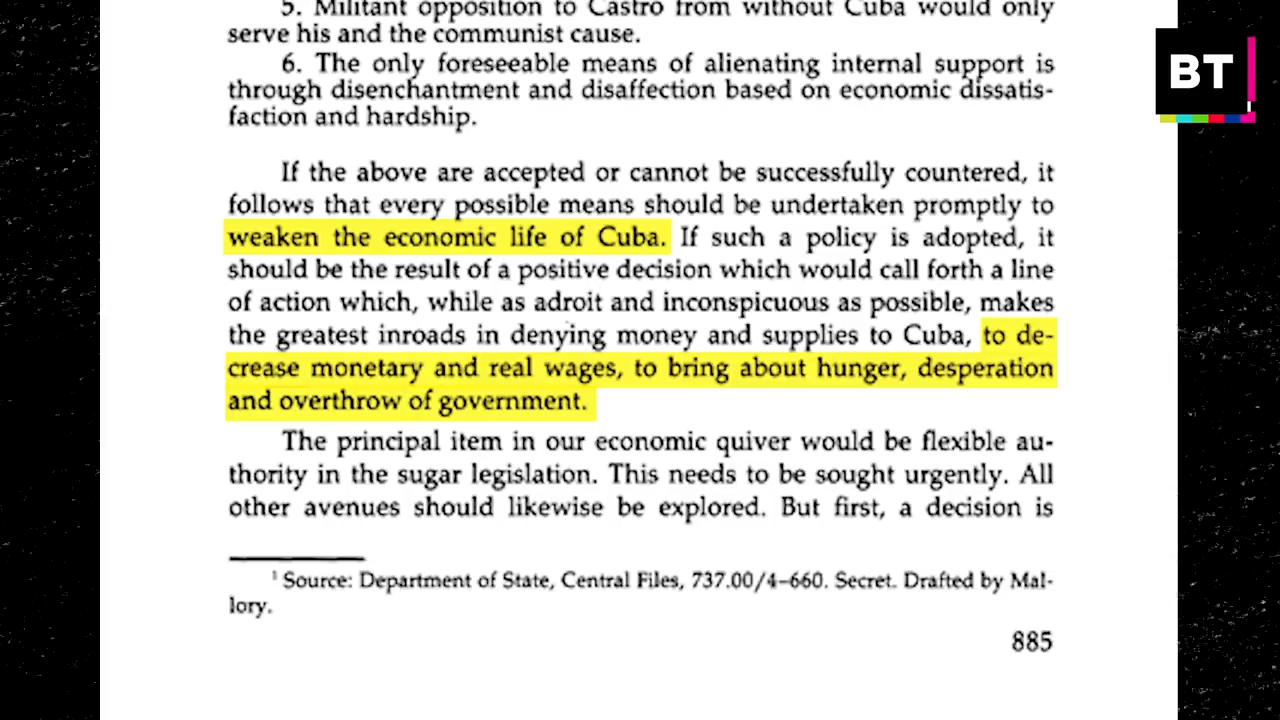 5. Militant opposition to Castro from without Cuba would only
serve his and the communist cause.
6. The only foreseeable means of alienating internal support is
through disenchantment and disaffection based on economic dissatis-
faction and hardship.
If the above are accepted or cannot be successfully countered, it
follows that every possible means should be undertaken promptly to
weaken the economic life of Cuba. If such a policy is adopted, it
should be the result of a positive decision which would call forth a line
of action which, while as adroit and inconspicuous as possible, makes
the greatest inroads in denying money and supplies to Cuba, to de-
crease monetary and real wages, to bring about hunger, desperation
and overthrow of government.
The principal item in our economic quiver would be flexible au-
thority in the sugar legislation. This needs to be sought urgently. All
other avenues should likewise be explored. But first, a decision is
¹ Source: Department of State, Central Files, 737.00/4–660. Secret. Drafted by Mal-
lory.
885
BT